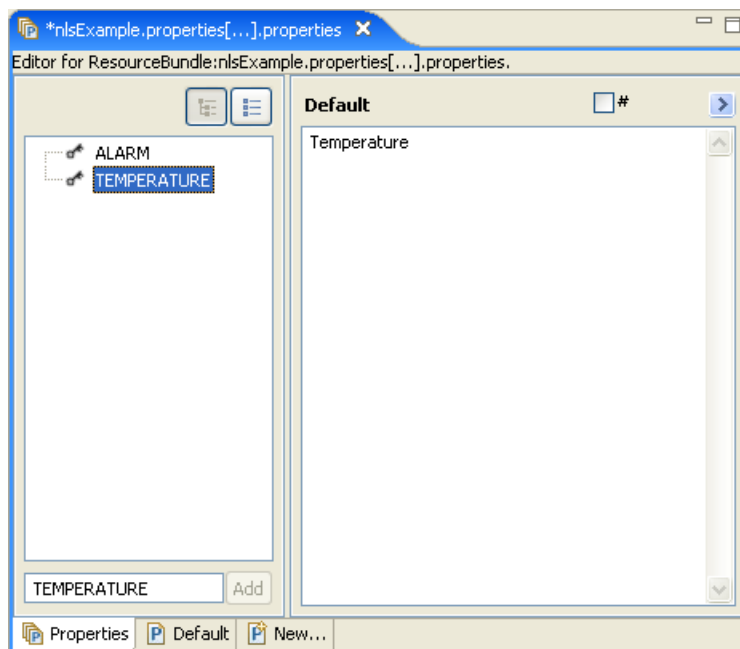 *nlsExample.properties[...].properties
Editor for ResourceBundle:nlsExample.properties[...].properties.
ALARM
TEMPERATURE
TEMPERATURE Add
Default #
Temperature
Properties Default New...